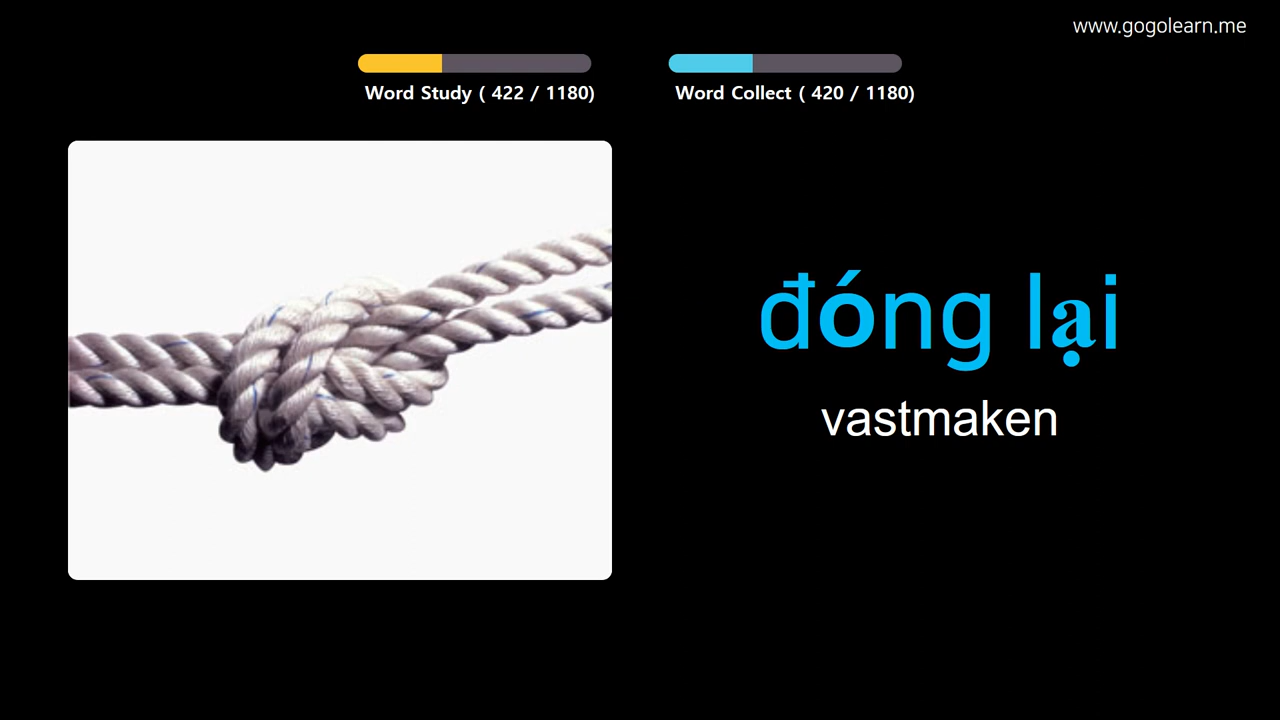 www.gogolearn.me
Word Study ( 422 / 1180)
Word Collect ( 420 / 1180)
đóng lại
vastmaken